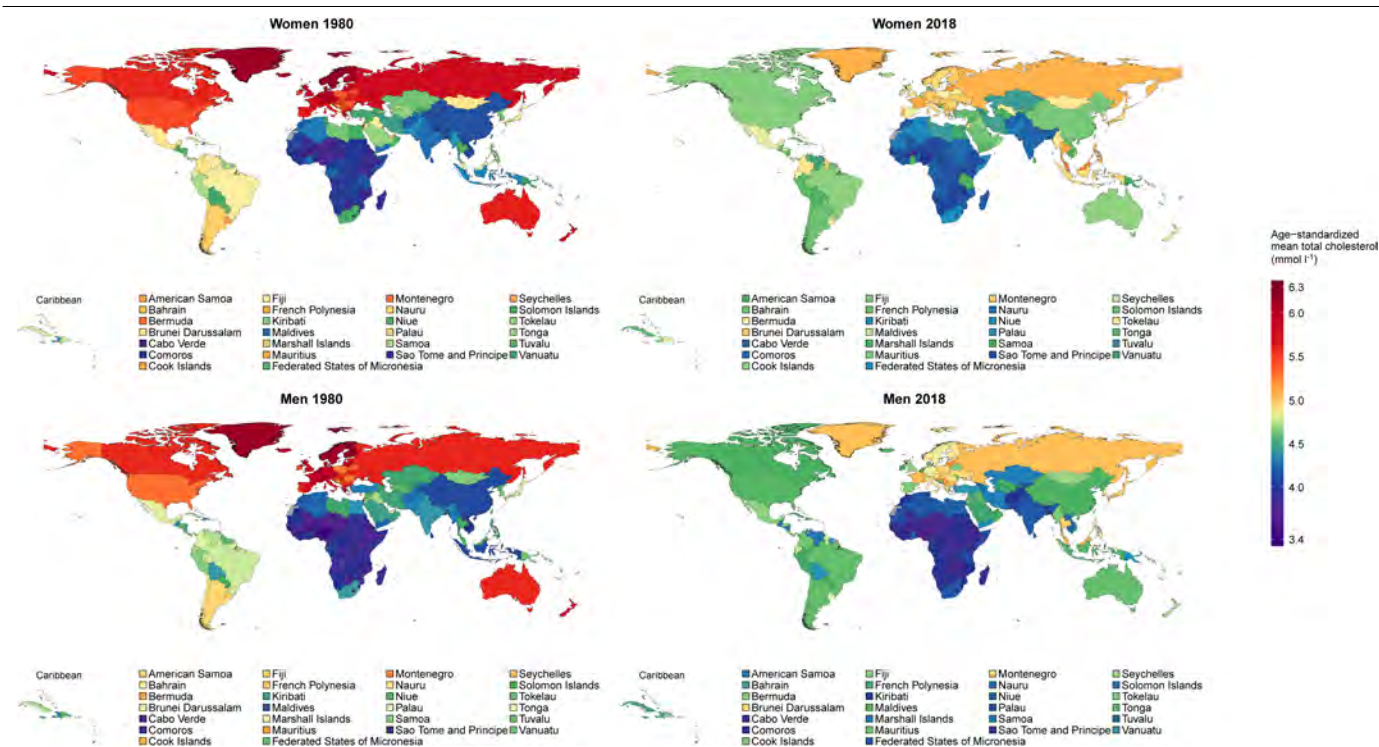 Women 1980
Women 2018
Caribbean
American Samoa
Bahrain
Bermuda
Brunei Darussalam
Cabo Verde
Comoros
Cook Islands
Fiji
French Polynesia
Kiribati
Maldives
Marshall Islands
Mauritius
Federated States of Micronesia
Montenegro
Nauru
Niue
Palau
Samoa
Sao Tome and Principe
Seychelles
Solomon Islands
Tokelau
Tonga
Tuvalu
Vanuatu
Caribbean
American Samoa
Bahrain
Bermuda
Brunei Darussalam
Cabo Verde
Comoros
Cook Islands
Fiji
French Polynesia
Kiribati
Maldives
Marshall Islands
Mauritius
Federated States of Micronesia
Montenegro
Nauru
Niue
Palau
Samoa
Sao Tome and Principe
Seychelles
Solomon Islands
Tokelau
Tonga
Tuvalu
Vanuatu
Age−standardized
mean total cholesterol
(mmol l⁻¹)
6.3
6.0
5.5
5.0
4.5
4.0
3.4
Men 1980
Men 2018
Caribbean
American Samoa
Bahrain
Bermuda
Brunei Darussalam
Cabo Verde
Comoros
Cook Islands
Fiji
French Polynesia
Kiribati
Maldives
Marshall Islands
Mauritius
Federated States of Micronesia
Montenegro
Nauru
Niue
Palau
Samoa
Sao Tome and Principe
Seychelles
Solomon Islands
Tokelau
Tonga
Tuvalu
Vanuatu
Caribbean
American Samoa
Bahrain
Bermuda
Brunei Darussalam
Cabo Verde
Comoros
Cook Islands
Fiji
French Polynesia
Kiribati
Maldives
Marshall Islands
Mauritius
Federated States of Micronesia
Montenegro
Nauru
Niue
Palau
Samoa
Sao Tome and Principe
Seychelles
Solomon Islands
Tokelau
Tonga
Tuvalu
Vanuatu